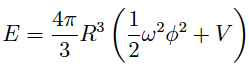 E = \frac{4\pi}{3} R^3 \left( \frac{1}{2} \omega^2 \phi^2 + V \right)